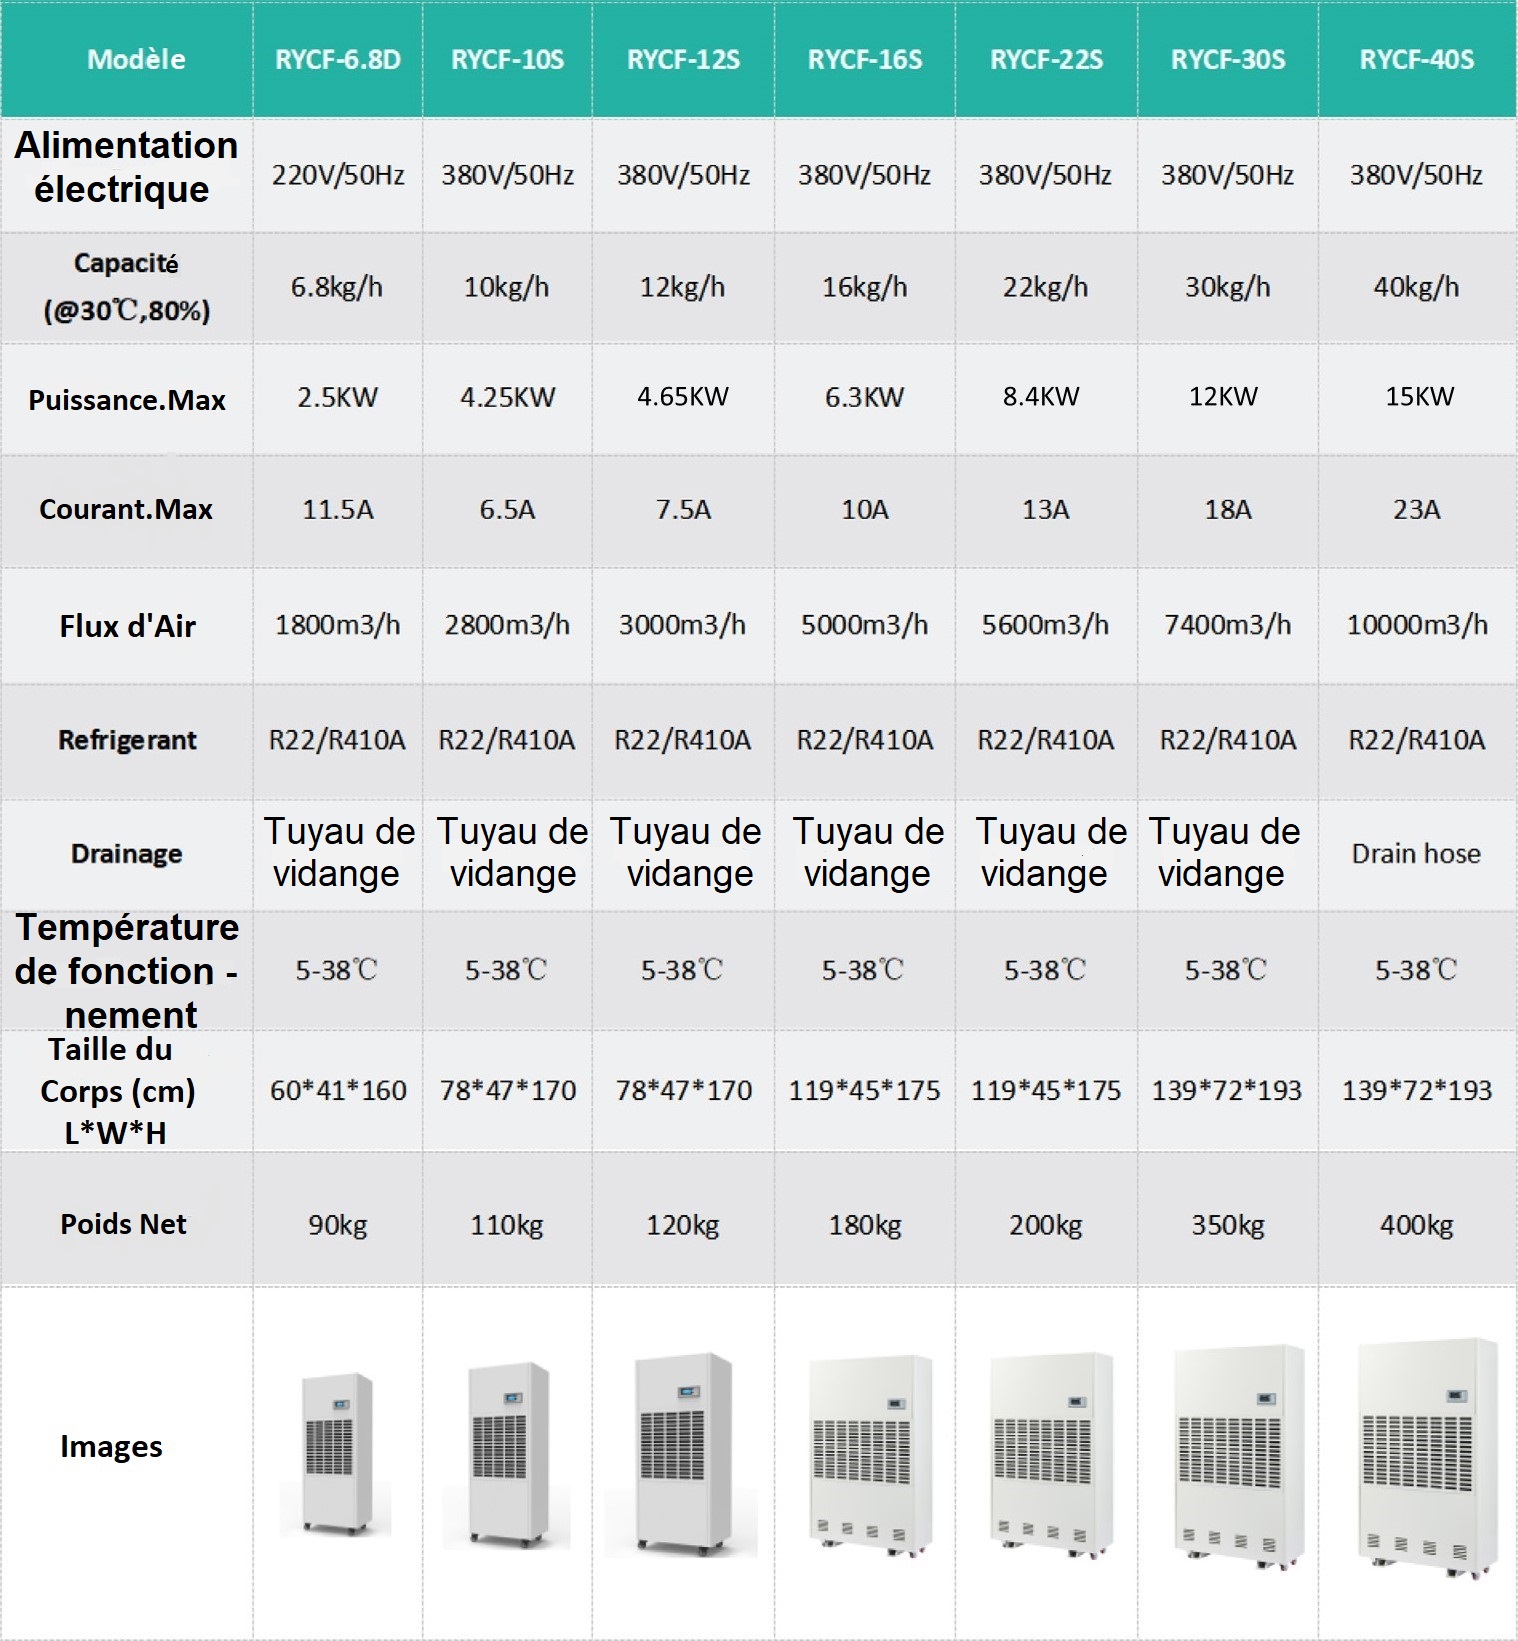 Modèle RYCF-6.8D RYCF-10S RYCF-12S RYCF-16S RYCF-22S RYCF-30S RYCF-40S
Alimentation
électrique 220V/50Hz 380V/50Hz 380V/50Hz 380V/50Hz 380V/50Hz 380V/50Hz 380V/50Hz
Capacité
(@30℃,80%) 6.8kg/h 10kg/h 12kg/h 16kg/h 22kg/h 30kg/h 40kg/h
Puissance.Max 2.5KW 4.25KW 4.65KW 6.3KW 8.4KW 12KW 15KW
Courant.Max 11.5A 6.5A 7.5A 10A 13A 18A 23A
Flux d'Air 1800m3/h 2800m3/h 3000m3/h 5000m3/h 5600m3/h 7400m3/h 10000m3/h
Refrigerant R22/R410A R22/R410A R22/R410A R22/R410A R22/R410A R22/R410A R22/R410A
Tuyau de Tuyau de Tuyau de Tuyau de Tuyau de Tuyau de
Drainage vidange vidange vidange vidange vidange vidange Drain hose
Température
de fonction - 5-38℃ 5-38℃ 5-38℃ 5-38℃ 5-38℃ 5-38℃ 5-38℃
nement
Taille du
Corps (cm) 60*41*160 78*47*170 78*47*170 119*45*175 119*45*175 139*72*193 139*72*193
L*W*H
Poids Net 90kg 110kg 120kg 180kg 200kg 350kg 400kg
Images